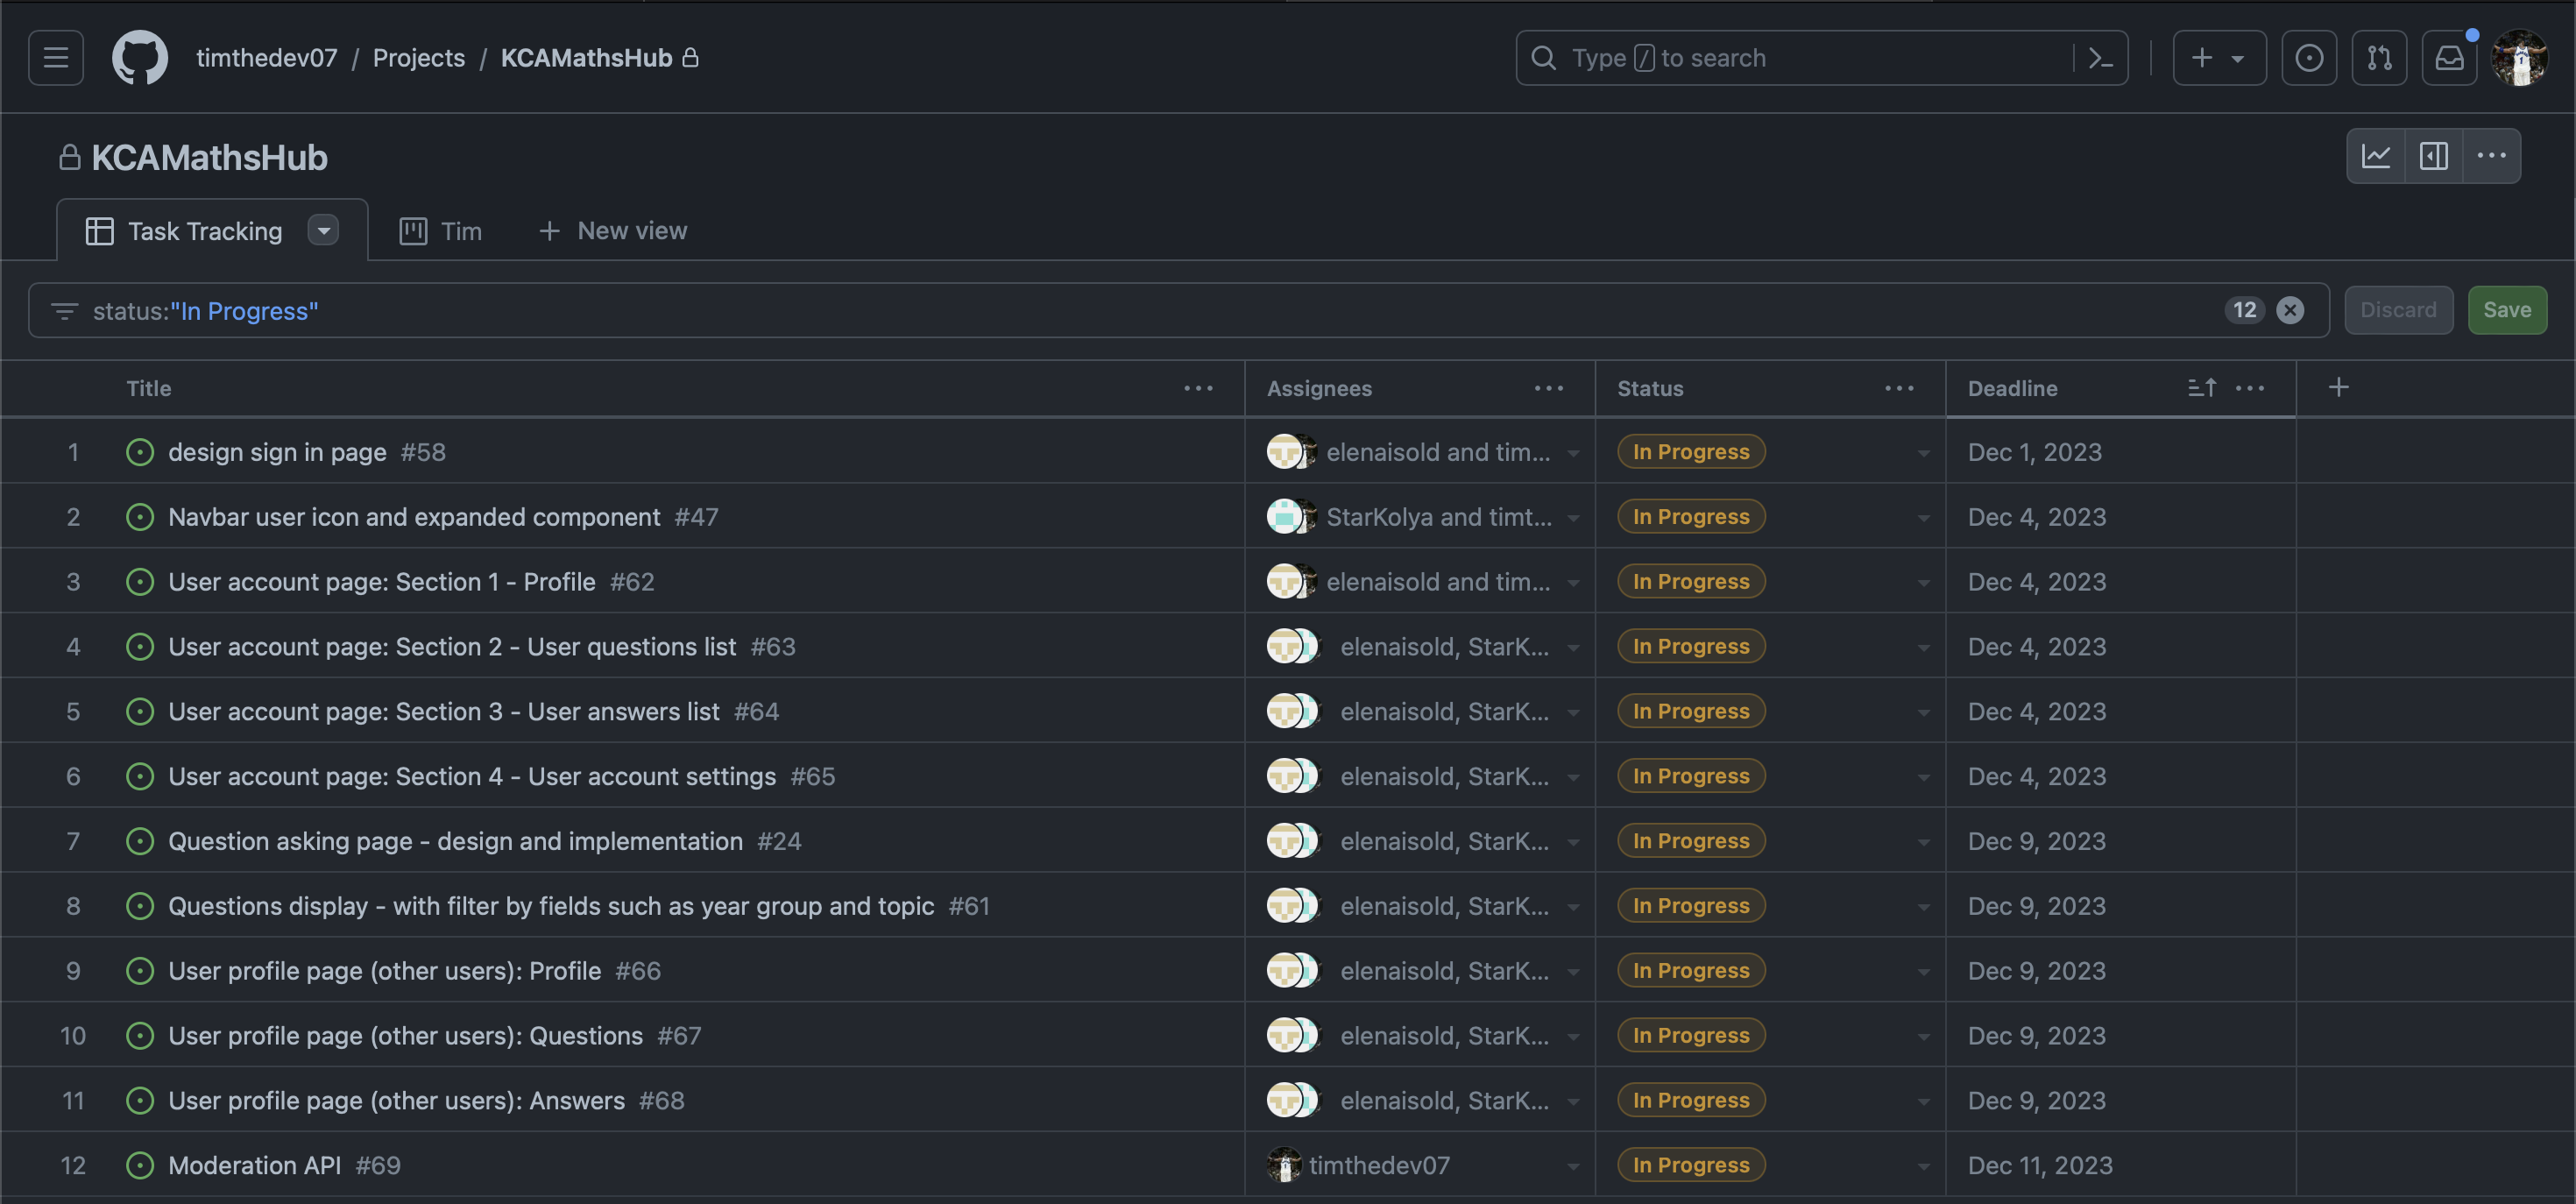 timthedev07 / Projects / KCAMathsHub
Type / to search
KCAMathsHub
Task Tracking Tim New view
status:"In Progress" 12 Discard Save
Title Assignees Status Deadline
1 design sign in page #58 elenaisold and tim... In Progress Dec 1, 2023
2 Navbar user icon and expanded component #47 StarKolya and timt... In Progress Dec 4, 2023
3 User account page: Section 1 - Profile #62 elenaisold and tim... In Progress Dec 4, 2023
4 User account page: Section 2 - User questions list #63 elenaisold, StarK... In Progress Dec 4, 2023
5 User account page: Section 3 - User answers list #64 elenaisold, StarK... In Progress Dec 4, 2023
6 User account page: Section 4 - User account settings #65 elenaisold, StarK... In Progress Dec 4, 2023
7 Question asking page - design and implementation #24 elenaisold, StarK... In Progress Dec 9, 2023
8 Questions display - with filter by fields such as year group and topic #61 elenaisold, StarK... In Progress Dec 9, 2023
9 User profile page (other users): Profile #66 elenaisold, StarK... In Progress Dec 9, 2023
10 User profile page (other users): Questions #67 elenaisold, StarK... In Progress Dec 9, 2023
11 User profile page (other users): Answers #68 elenaisold, StarK... In Progress Dec 9, 2023
12 Moderation API #69 timthedev07 In Progress Dec 11, 2023